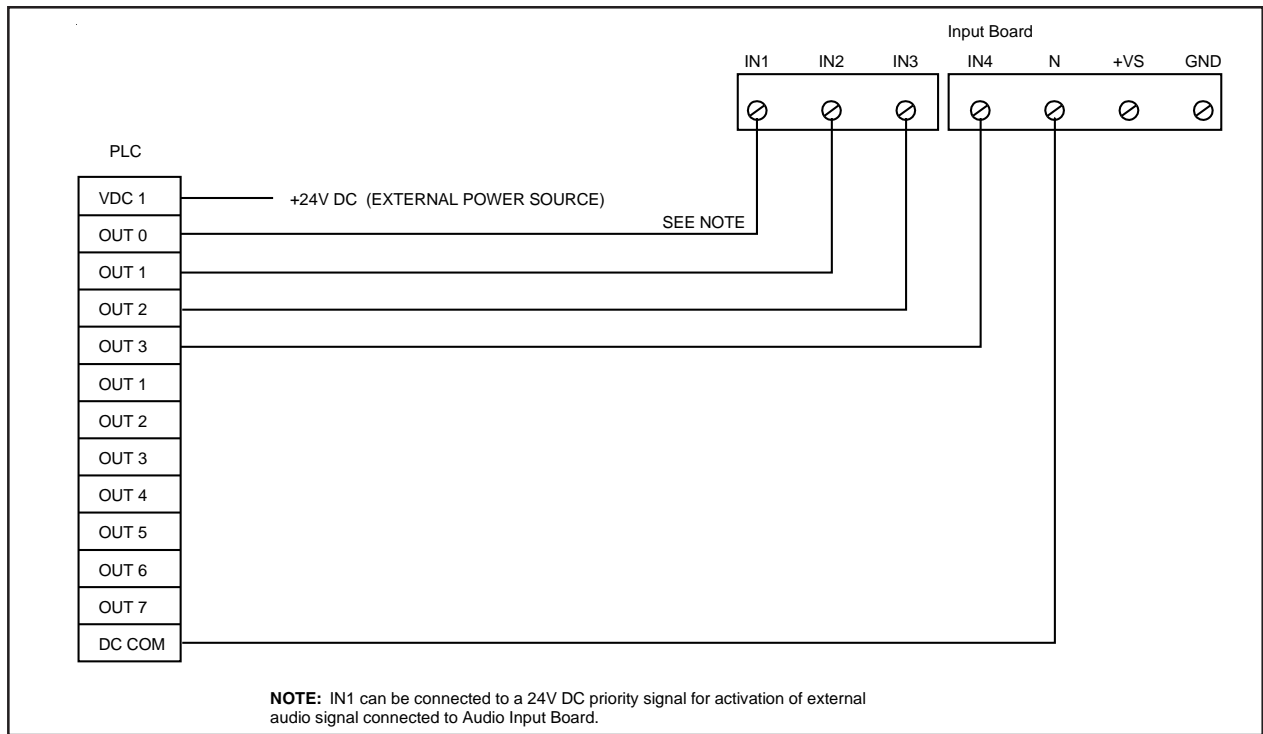 Input Board
IN1 IN2 IN3 IN4 N +VS GND
PLC
VDC 1
+24V DC (EXTERNAL POWER SOURCE)
SEE NOTE
OUT 0
OUT 1
OUT 2
OUT 3
OUT 1
OUT 2
OUT 3
OUT 4
OUT 5
OUT 6
OUT 7
DC COM
NOTE: IN1 can be connected to a 24V DC priority signal for activation of external
audio signal connected to Audio Input Board.